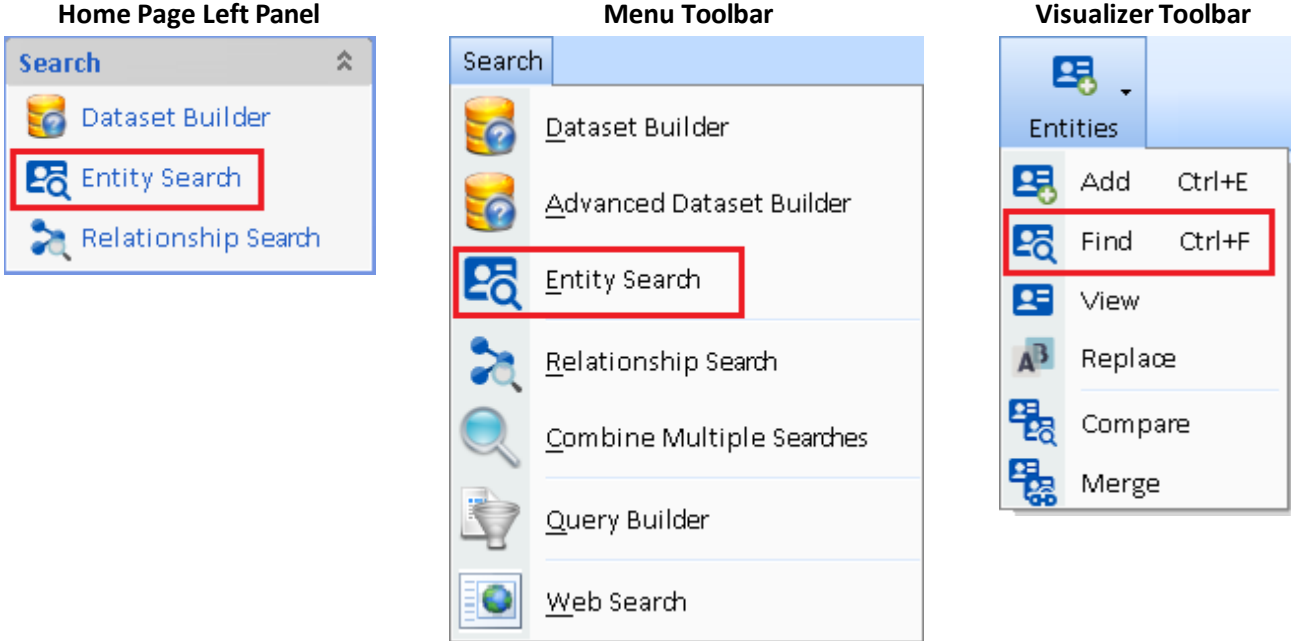 Home Page Left Panel
Search
Dataset Builder
Entity Search
Relationship Search
Menu Toolbar
Search
Dataset Builder
Advanced Dataset Builder
Entity Search
Relationship Search
Combine Multiple Searches
Query Builder
Web Search
Visualizer Toolbar
Entities
Add Ctrl+E
Find Ctrl+F
View
AB Replace
Compare
Merge